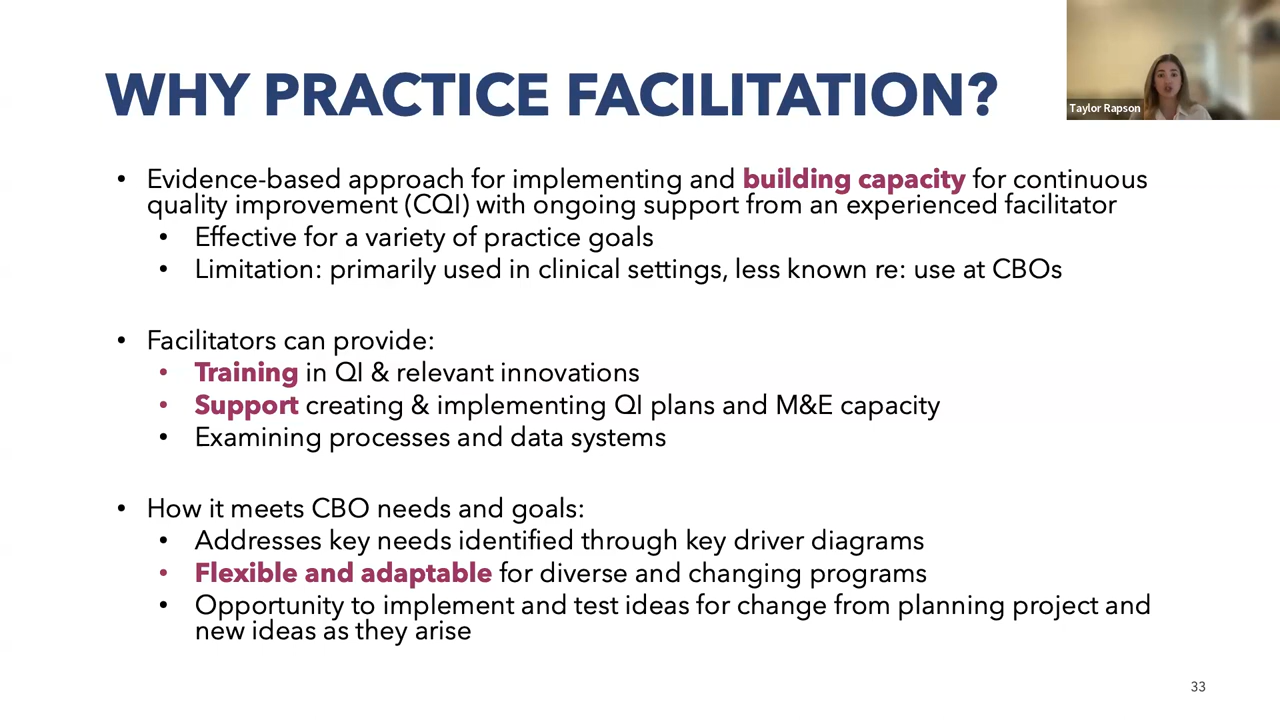 WHY PRACTICE FACILITATION?
Taylor Rapson
• Evidence-based approach for implementing and building capacity for continuous
quality improvement (CQI) with ongoing support from an experienced facilitator
• Effective for a variety of practice goals
• Limitation: primarily used in clinical settings, less known re: use at CBOs
• Facilitators can provide:
• Training in QI & relevant innovations
• Support creating & implementing QI plans and M&E capacity
• Examining processes and data systems
• How it meets CBO needs and goals:
• Addresses key needs identified through key driver diagrams
• Flexible and adaptable for diverse and changing programs
• Opportunity to implement and test ideas for change from planning project and
new ideas as they arise
33